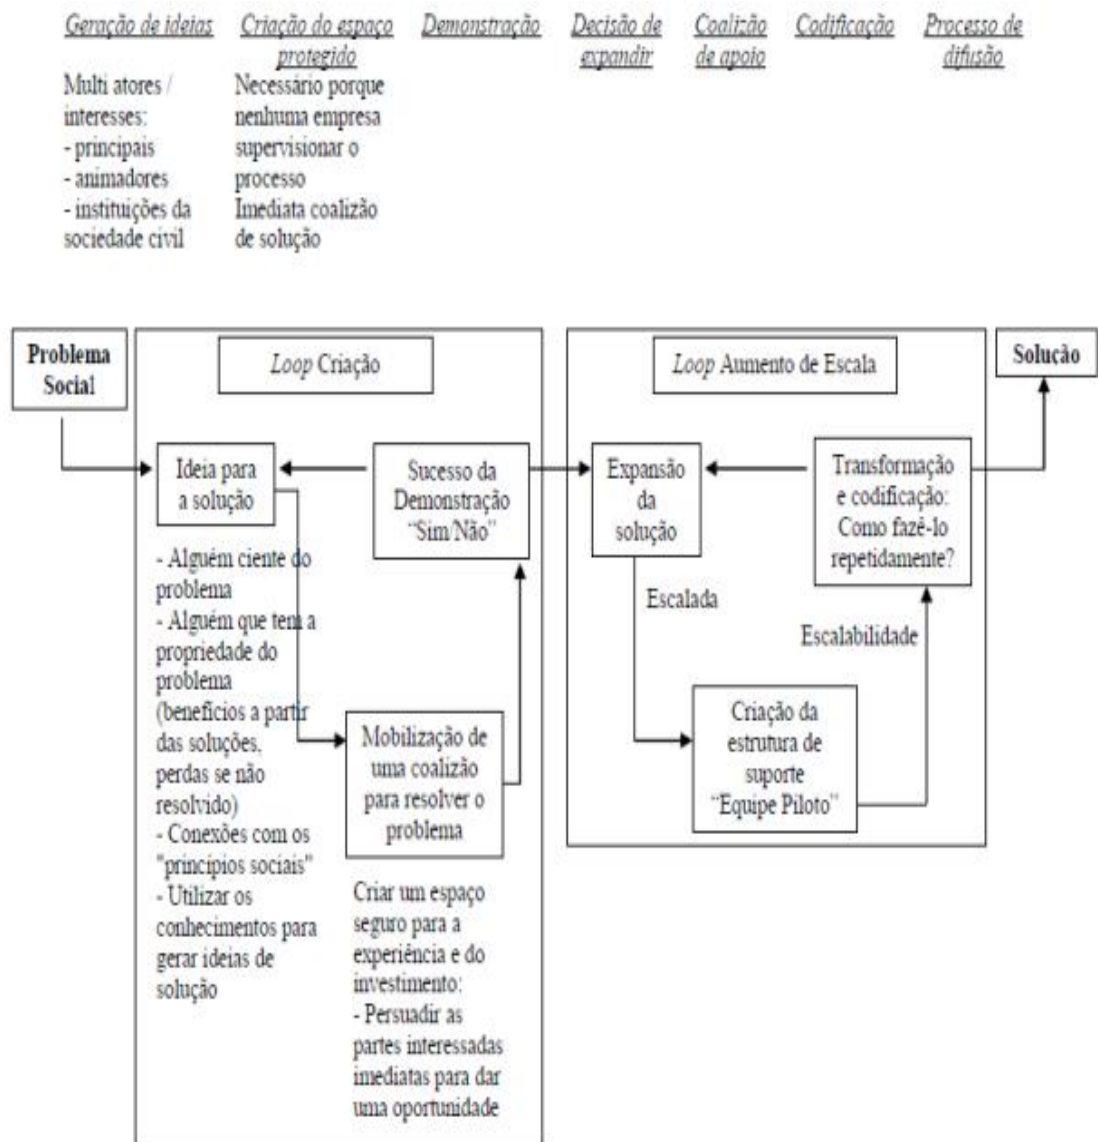 Geração de ideias
Criação do espaço
protegido
Demonstração
Decisão de
expandir
Coalizão
de apoio
Codificação
Processo de
difusão
Multi atores /
interesses:
- principais
- animadores
- instituições da
sociedade civil
Necessário porque
nenhuma empresa
supervisionar o
processo
Imediata coalizão
de solução
Problema
Social
Loop Criação
Ideia para
a solução
Sucesso da
Demonstração
“Sim/Não”
- Alguém ciente do
problema
- Alguém que tem a
propriedade do
problema
(benefícios a partir
das soluções,
perdas se não
resolvido)
- Conexões com os
"princípios sociais"
- Utilizar os
conhecimentos para
gerar ideias de
solução
Mobilização de
uma coalizão
para resolver o
problema
Criar um espaço
seguro para a
experiência e do
investimento:
- Persuadir as
partes interessadas
imediatas para dar
uma oportunidade
Loop Aumento de Escala
Expansão
da
solução
Transformação
e codificação:
Como fazê-lo
repetidamente?
Escalada
Escalabilidade
Criação da
estrutura de
suporte
“Equipe Piloto”
Solução